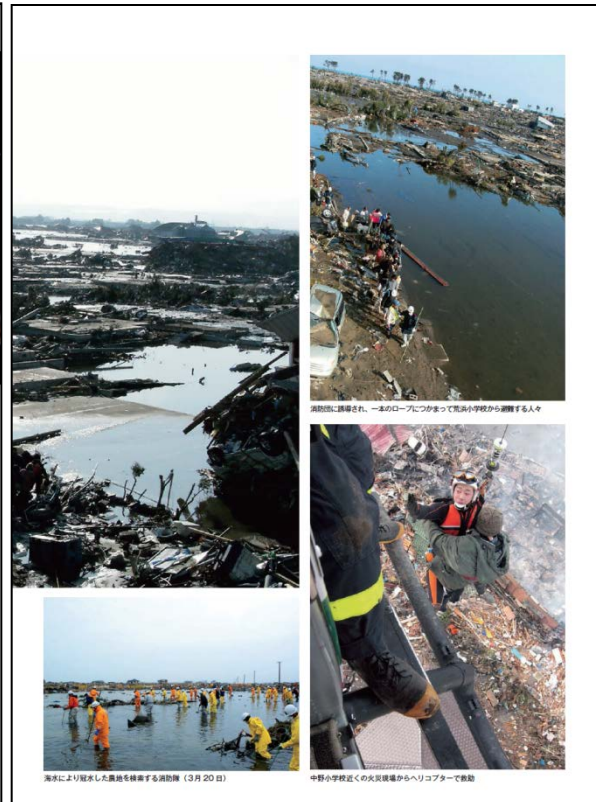 消防団に誘導され、一本のロープにつかまって荒浜小学校から避難する人々
海水により冠水した農地を検索する消防隊（3月20日）
中野小学校近くの火災現場からヘリコプターで救助